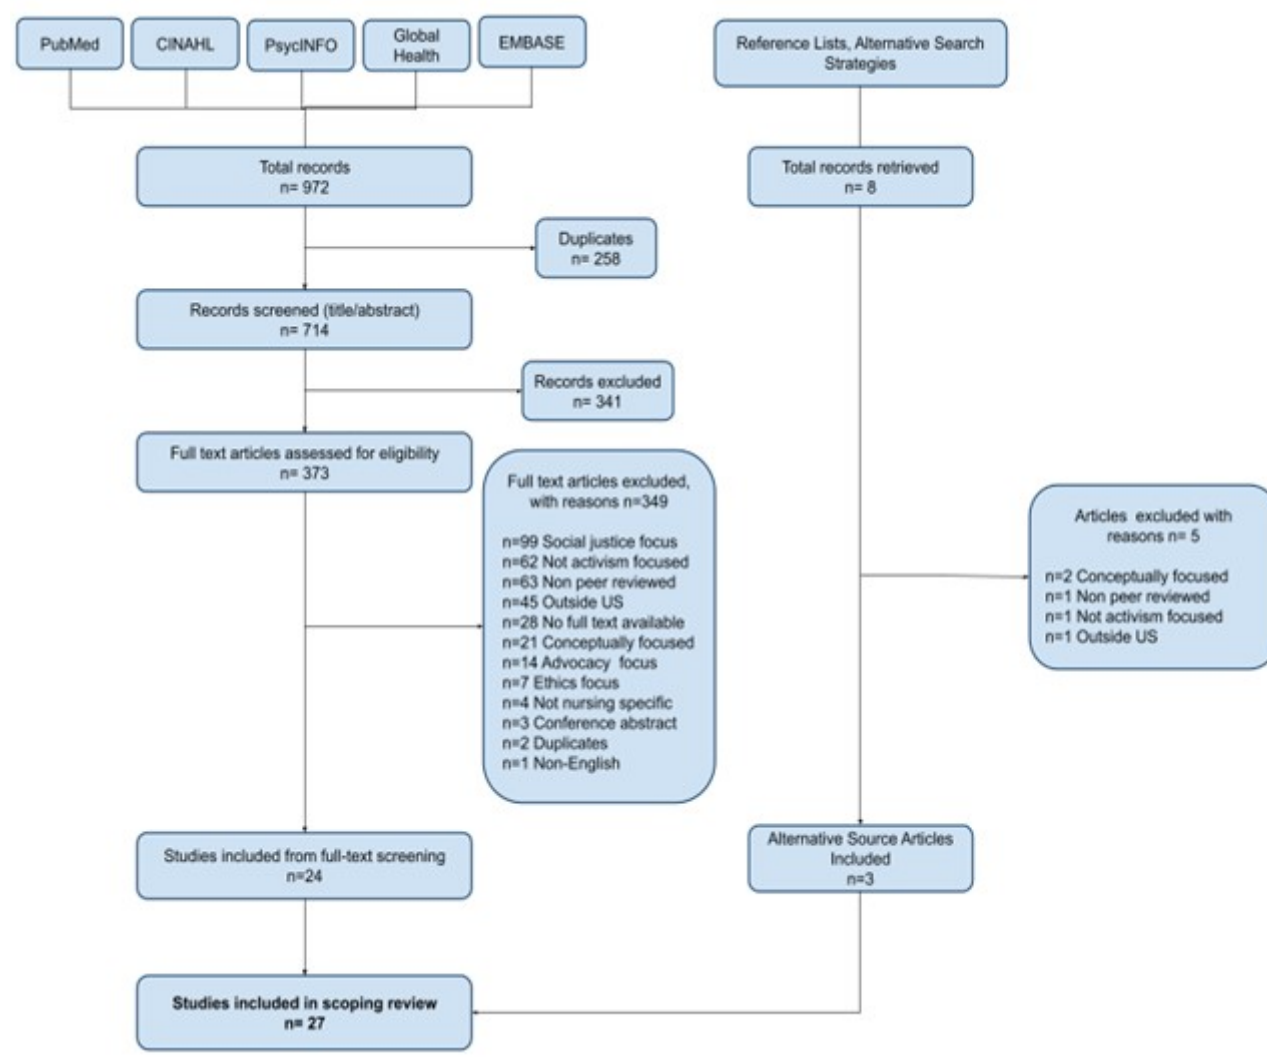 PubMed
CINAHL
PsycINFO
Global
Health
EMBASE
Reference Lists, Alternative Search
Strategies
Total records
n= 972
Total records retrieved
n= 8
Duplicates
n= 258
Records screened (title/abstract)
n= 714
Records excluded
n= 341
Full text articles assessed for eligibility
n= 373
Full text articles excluded,
with reasons n=349
n=99 Social justice focus
n=62 Not activism focused
n=63 Non peer reviewed
n=45 Outside US
n=28 No full text available
n=21 Conceptually focused
n=14 Advocacy focus
n=7 Ethics focus
n=4 Not nursing specific
n=3 Conference abstract
n=2 Duplicates
n=1 Non-English
Articles excluded with
reasons n= 5
n=2 Conceptually focused
n=1 Non peer reviewed
n=1 Not activism focused
n=1 Outside US
Studies included from full-text screening
n=24
Alternative Source Articles
Included
n=3
Studies included in scoping review
n= 27